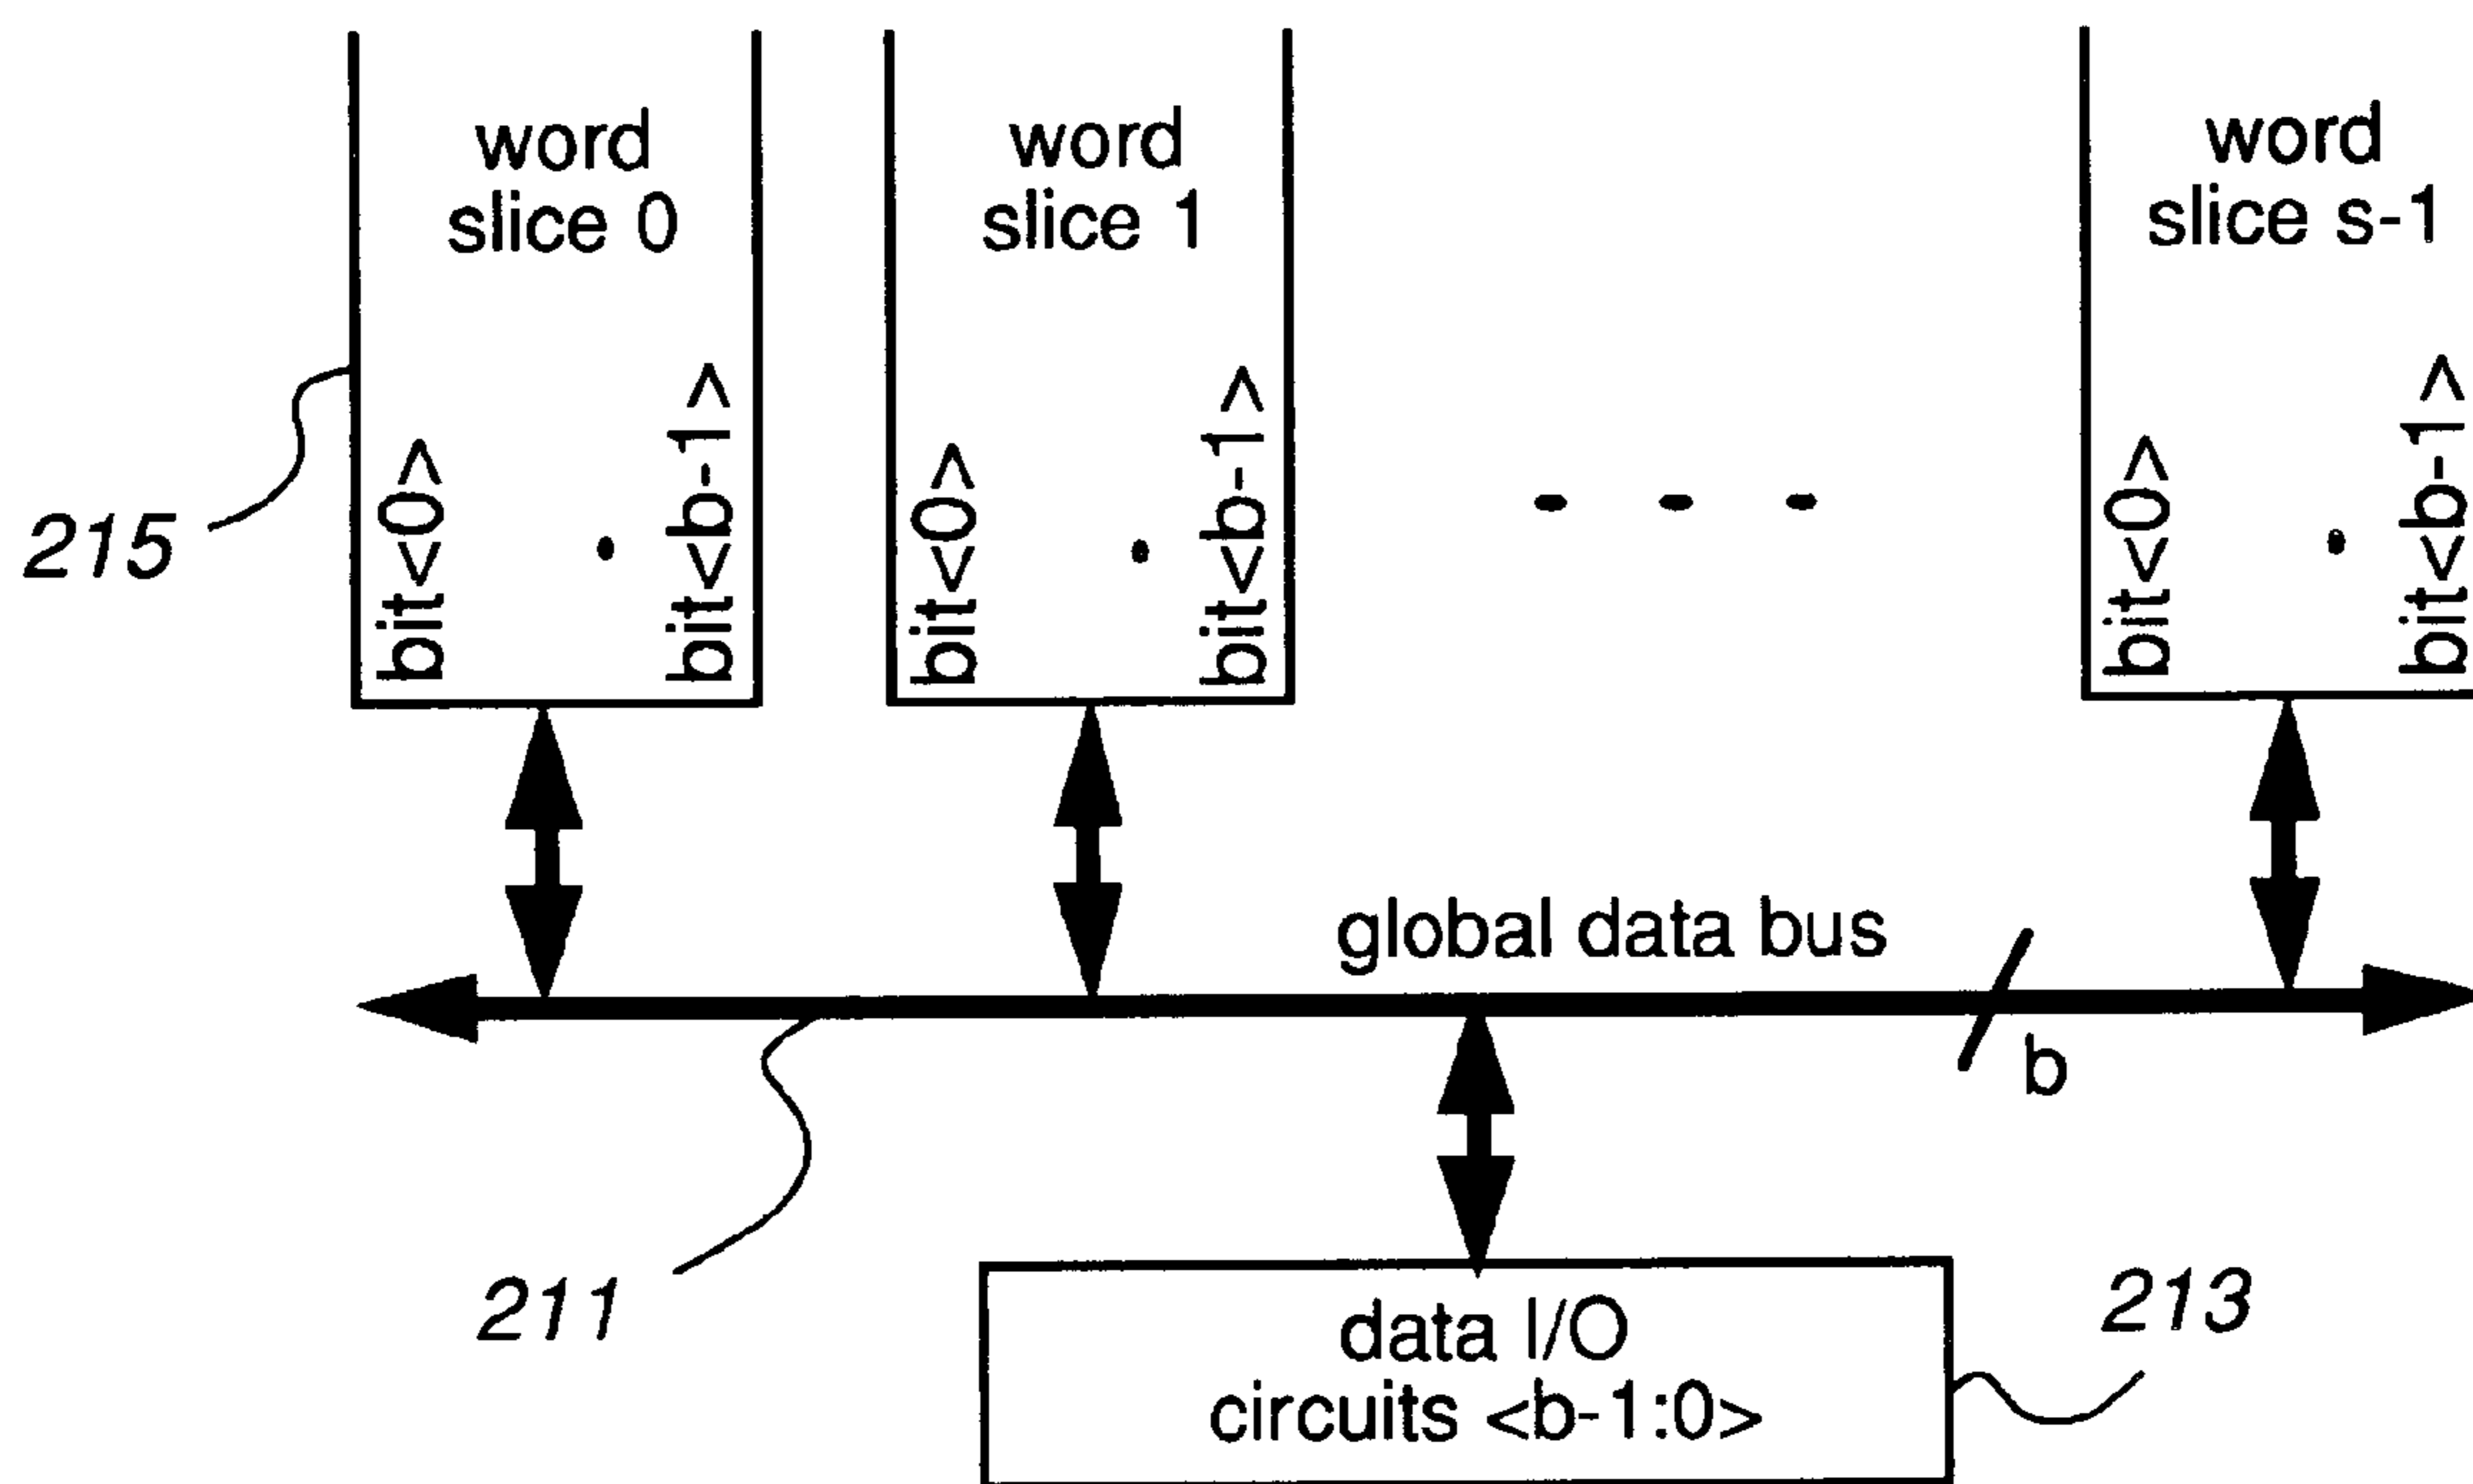 word
slice 0
word
slice 1
word
slice s-1
bit<0>
bit<b-1>
bit<0>
bit<b-1>
bit<0>
bit<b-1>
215
global data bus
b
211
data I/O
circuits <b-1:0>
213